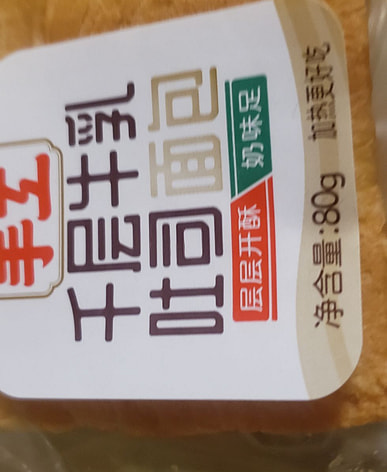 手工
千层牛乳
吐司面包
层层开酥 奶味足
净含量:80g 加热更好吃